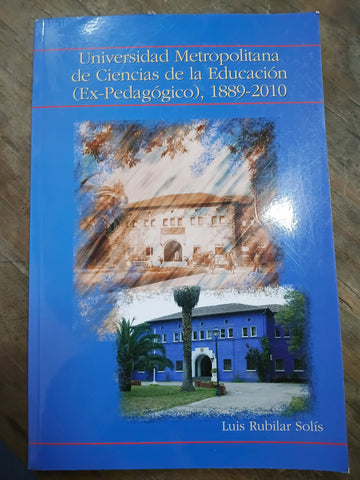 Universidad Metropolitana
de Ciencias de la Educación
(Ex-Pedagógico), 1889-2010
Luis Rubilar Solís